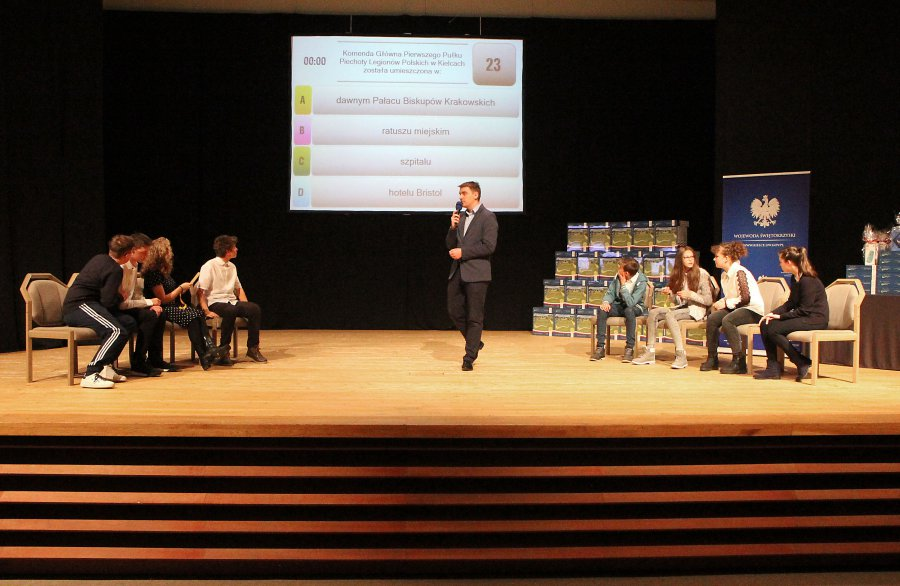 00:00
Komenda Główna Pierwszego Pułku
Piechoty Legionów Polskich w Kielcach
została umieszczona w:
23
A dawnym Pałacu Biskupów Krakowskich
B ratuszu miejskim
C szpitalu
D hotelu Bristol
WOJEWODA ŚWIĘTOKRZYSKI